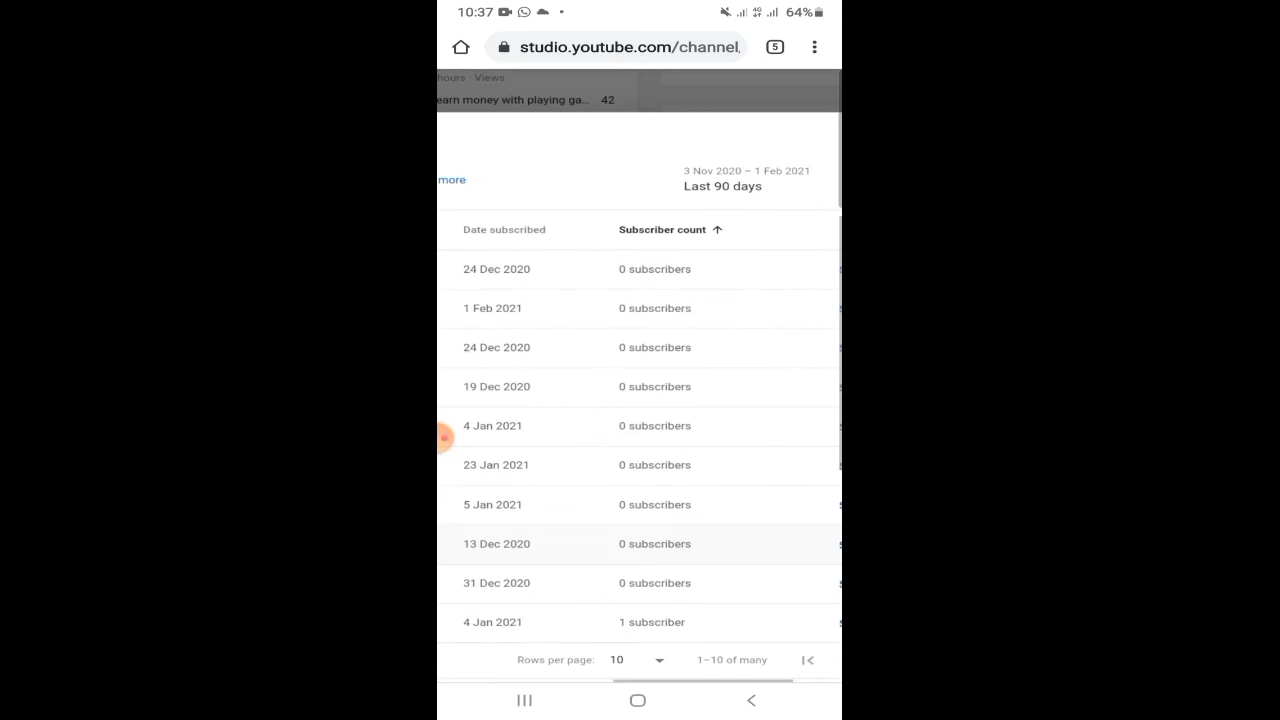 10:37 4G 64%
studio.youtube.com/channel, 5
hours · Views
earn money with playing ga... 42
3 Nov 2020 – 1 Feb 2021
more
Last 90 days
Date subscribed Subscriber count ↑
24 Dec 2020 0 subscribers
1 Feb 2021 0 subscribers
24 Dec 2020 0 subscribers
19 Dec 2020 0 subscribers
4 Jan 2021 0 subscribers
23 Jan 2021 0 subscribers
5 Jan 2021 0 subscribers
13 Dec 2020 0 subscribers
31 Dec 2020 0 subscribers
4 Jan 2021 1 subscriber
Rows per page: 10 1–10 of many